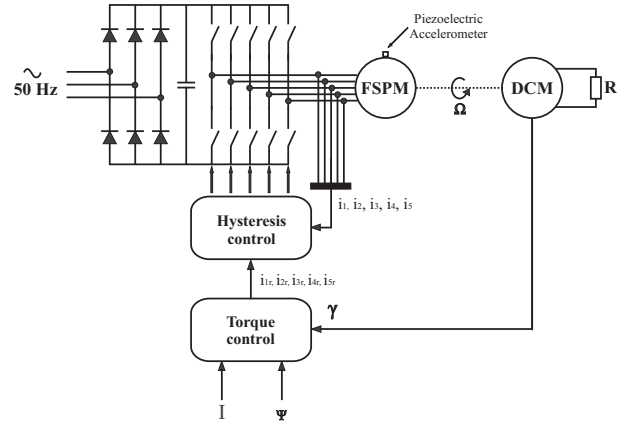 Piezoelectric
Accelerometer
50 Hz
FSPM
Ω
DCM
R
i1, i2, i3, i4, i5
Hysteresis
control
i1r, i2r, i3r, i4r, i5r
γ
Torque
control
I
Ψ